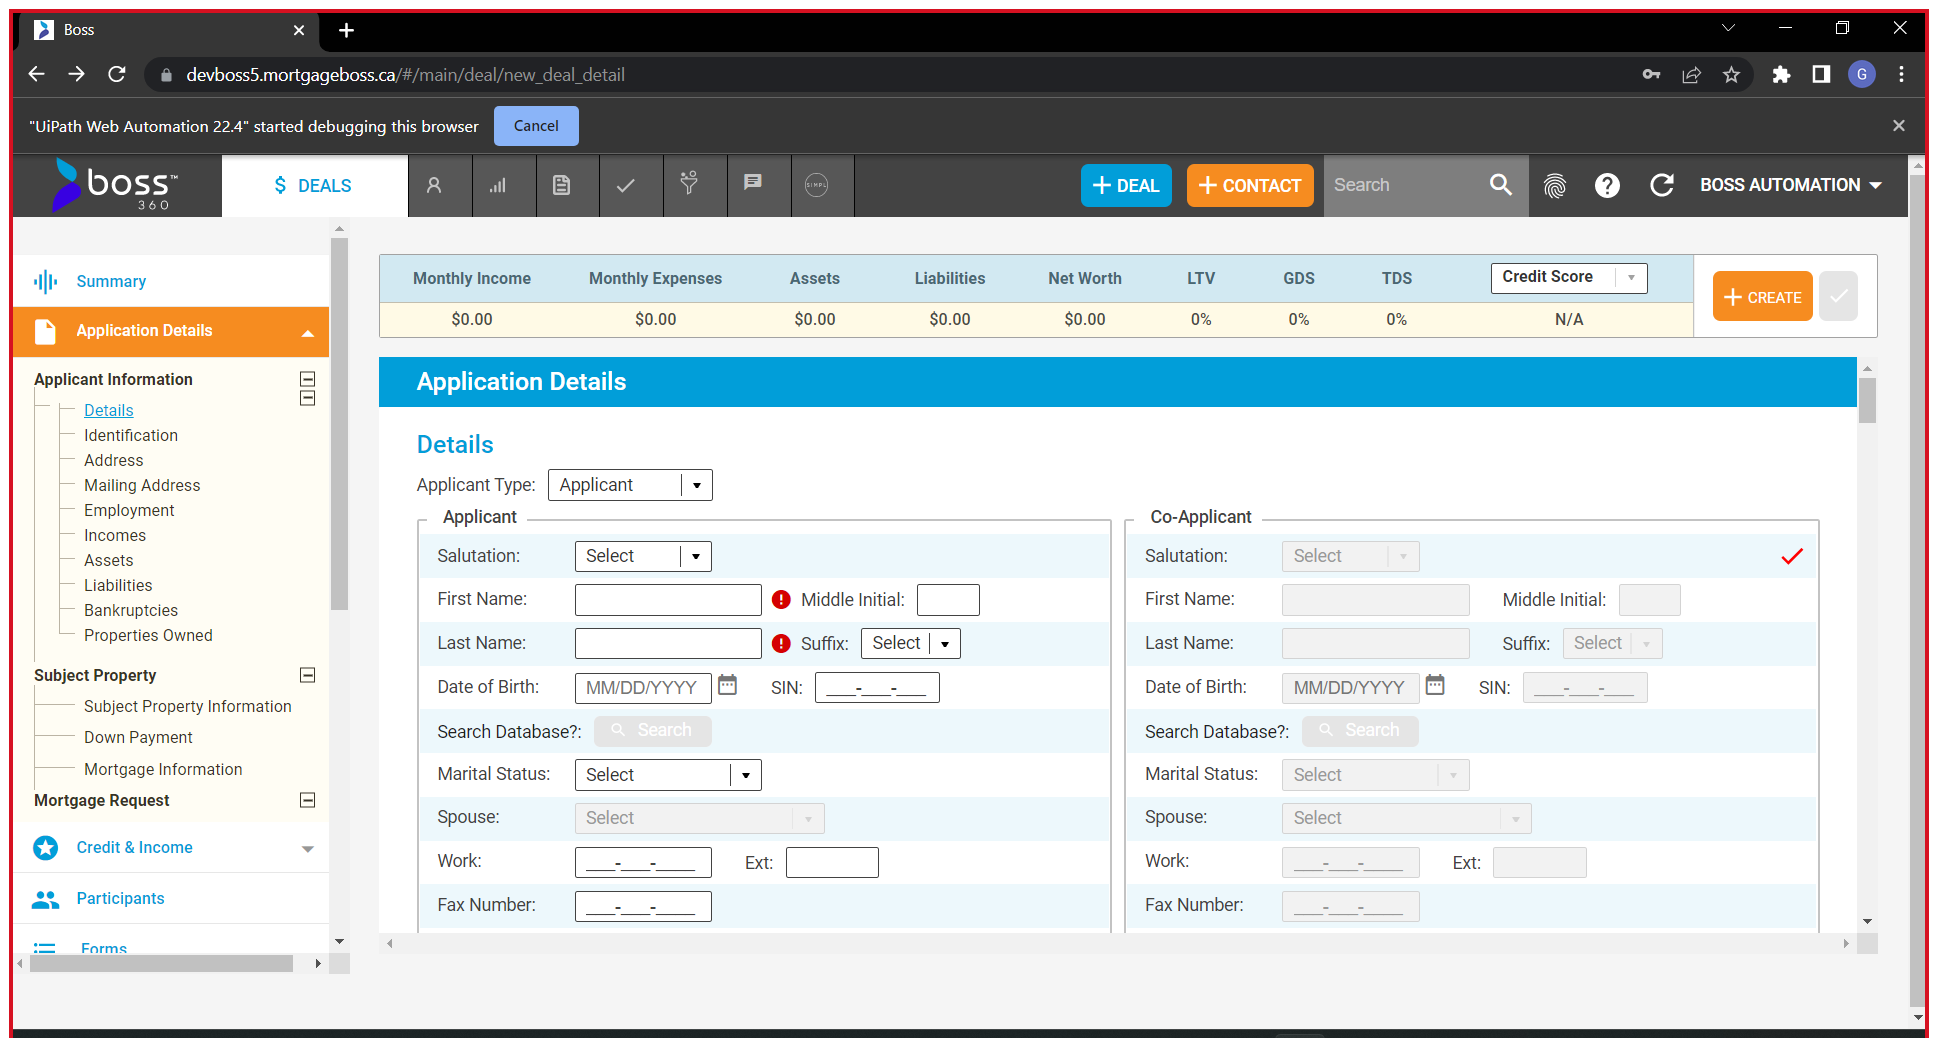 Boss
devboss5.mortgageboss.ca/#/main/deal/new_deal_detail
G
"UiPath Web Automation 22.4" started debugging this browser
Cancel
boss™
360
$ DEALS
SIMPL
+ DEAL
+ CONTACT
Search
BOSS AUTOMATION
Summary
Application Details
Applicant Information
Details
Identification
Address
Mailing Address
Employment
Incomes
Assets
Liabilities
Bankruptcies
Properties Owned
Subject Property
Subject Property Information
Down Payment
Mortgage Information
Mortgage Request
Credit & Income
Participants
Forms
Monthly Income Monthly Expenses Assets Liabilities Net Worth LTV GDS TDS Credit Score
$0.00 $0.00 $0.00 $0.00 $0.00 0% 0% 0% N/A
+ CREATE
Application Details
Details
Applicant Type: Applicant
Applicant
Salutation: Select
First Name: Middle Initial:
Last Name: Suffix: Select
Date of Birth: MM/DD/YYYY SIN: ___-___-___
Search Database?: Search
Marital Status: Select
Spouse: Select
Work: ___-___-____ Ext:
Fax Number: ___-___-____
Co-Applicant
Salutation: Select
First Name: Middle Initial:
Last Name: Suffix: Select
Date of Birth: MM/DD/YYYY SIN: ___-___-___
Search Database?: Search
Marital Status: Select
Spouse: Select
Work: ___-___-____ Ext:
Fax Number: ___-___-____